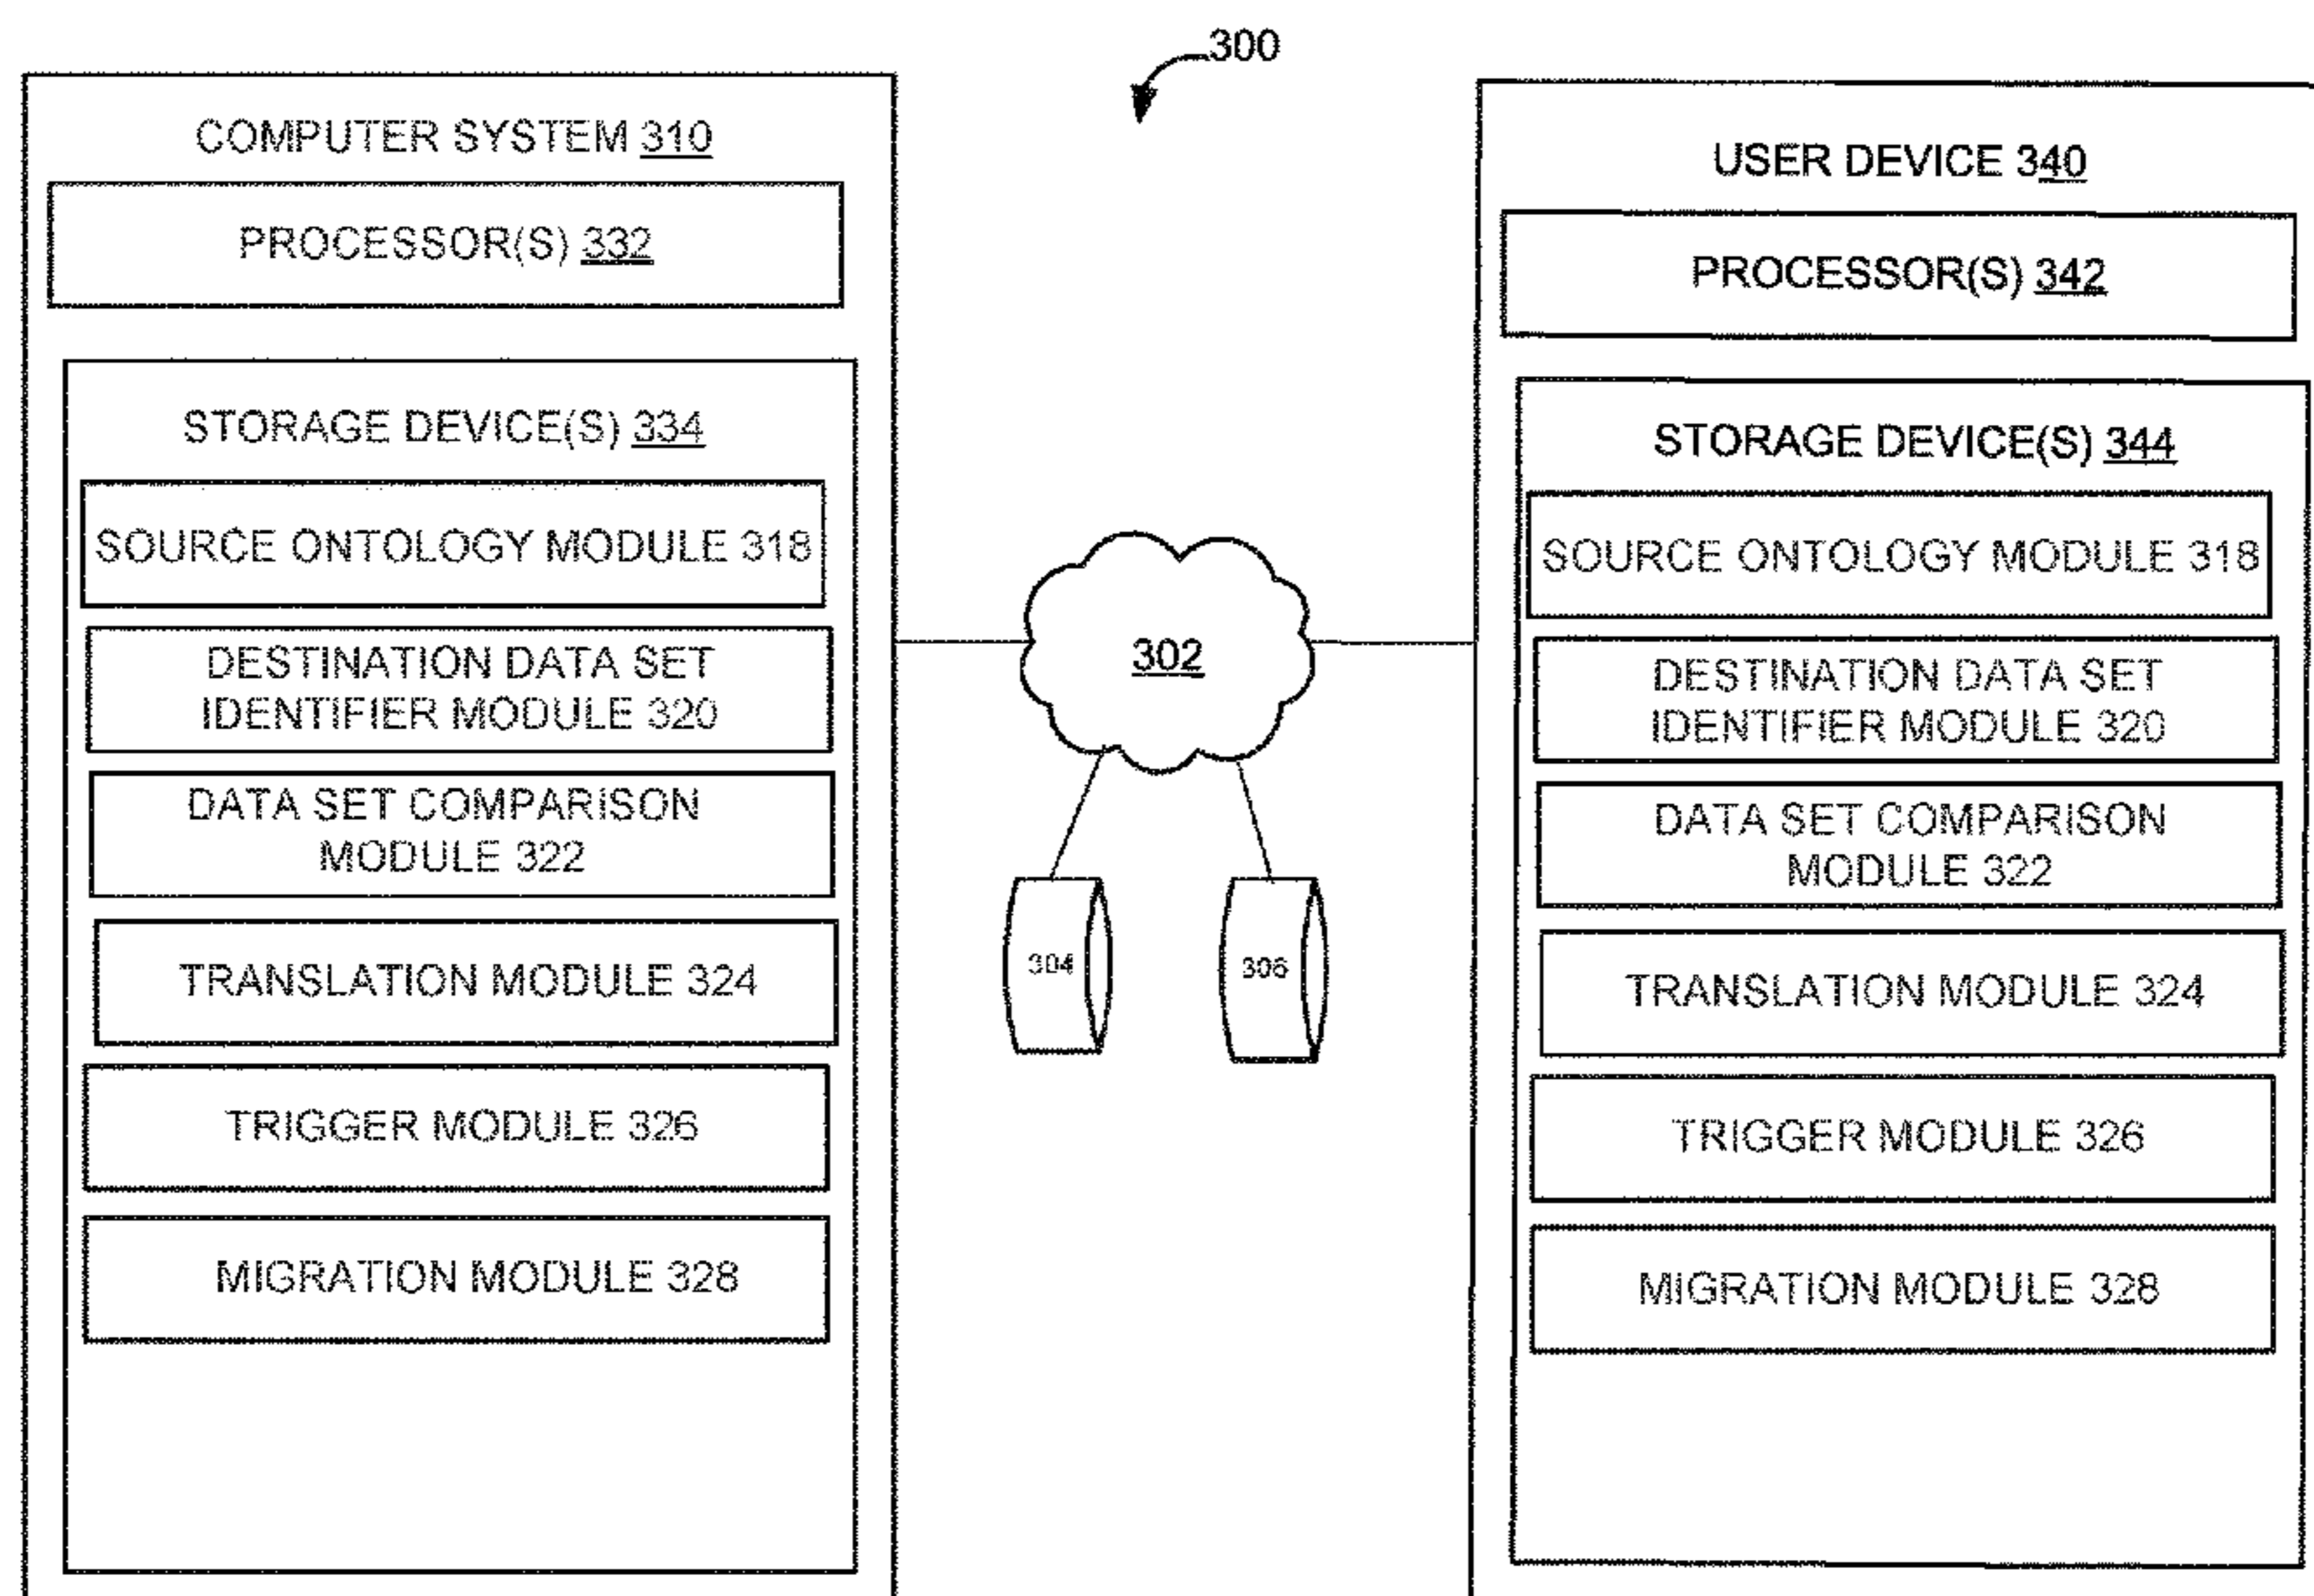 300
COMPUTER SYSTEM 310
PROCESSOR(S) 332
STORAGE DEVICE(S) 334
SOURCE ONTOLOGY MODULE 318
DESTINATION DATA SET
IDENTIFIER MODULE 320
DATA SET COMPARISON
MODULE 322
TRANSLATION MODULE 324
TRIGGER MODULE 326
MIGRATION MODULE 328
302
304
306
USER DEVICE 340
PROCESSOR(S) 342
STORAGE DEVICE(S) 344
SOURCE ONTOLOGY MODULE 318
DESTINATION DATA SET
IDENTIFIER MODULE 320
DATA SET COMPARISON
MODULE 322
TRANSLATION MODULE 324
TRIGGER MODULE 326
MIGRATION MODULE 328